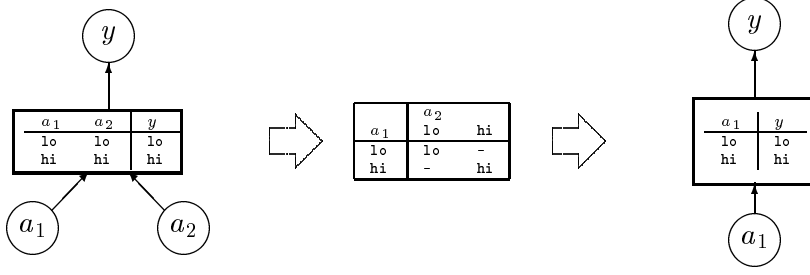 y
a1 a2 y
lo lo lo
hi hi hi
a1
a2
a2
a1 lo hi
lo lo -
hi - hi
y
a1 y
lo lo
hi hi
a1